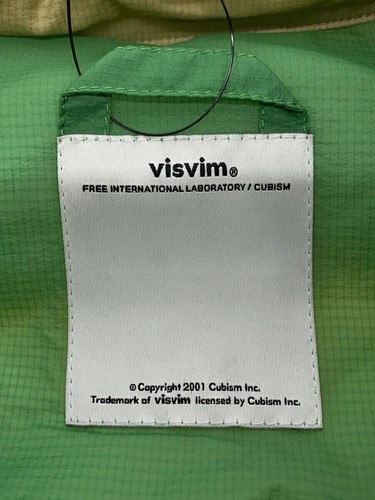 visvim®
FREE INTERNATIONAL LABORATORY / CUBISM
© Copyright 2001 Cubism Inc.
Trademark of visvim licensed by Cubism Inc.